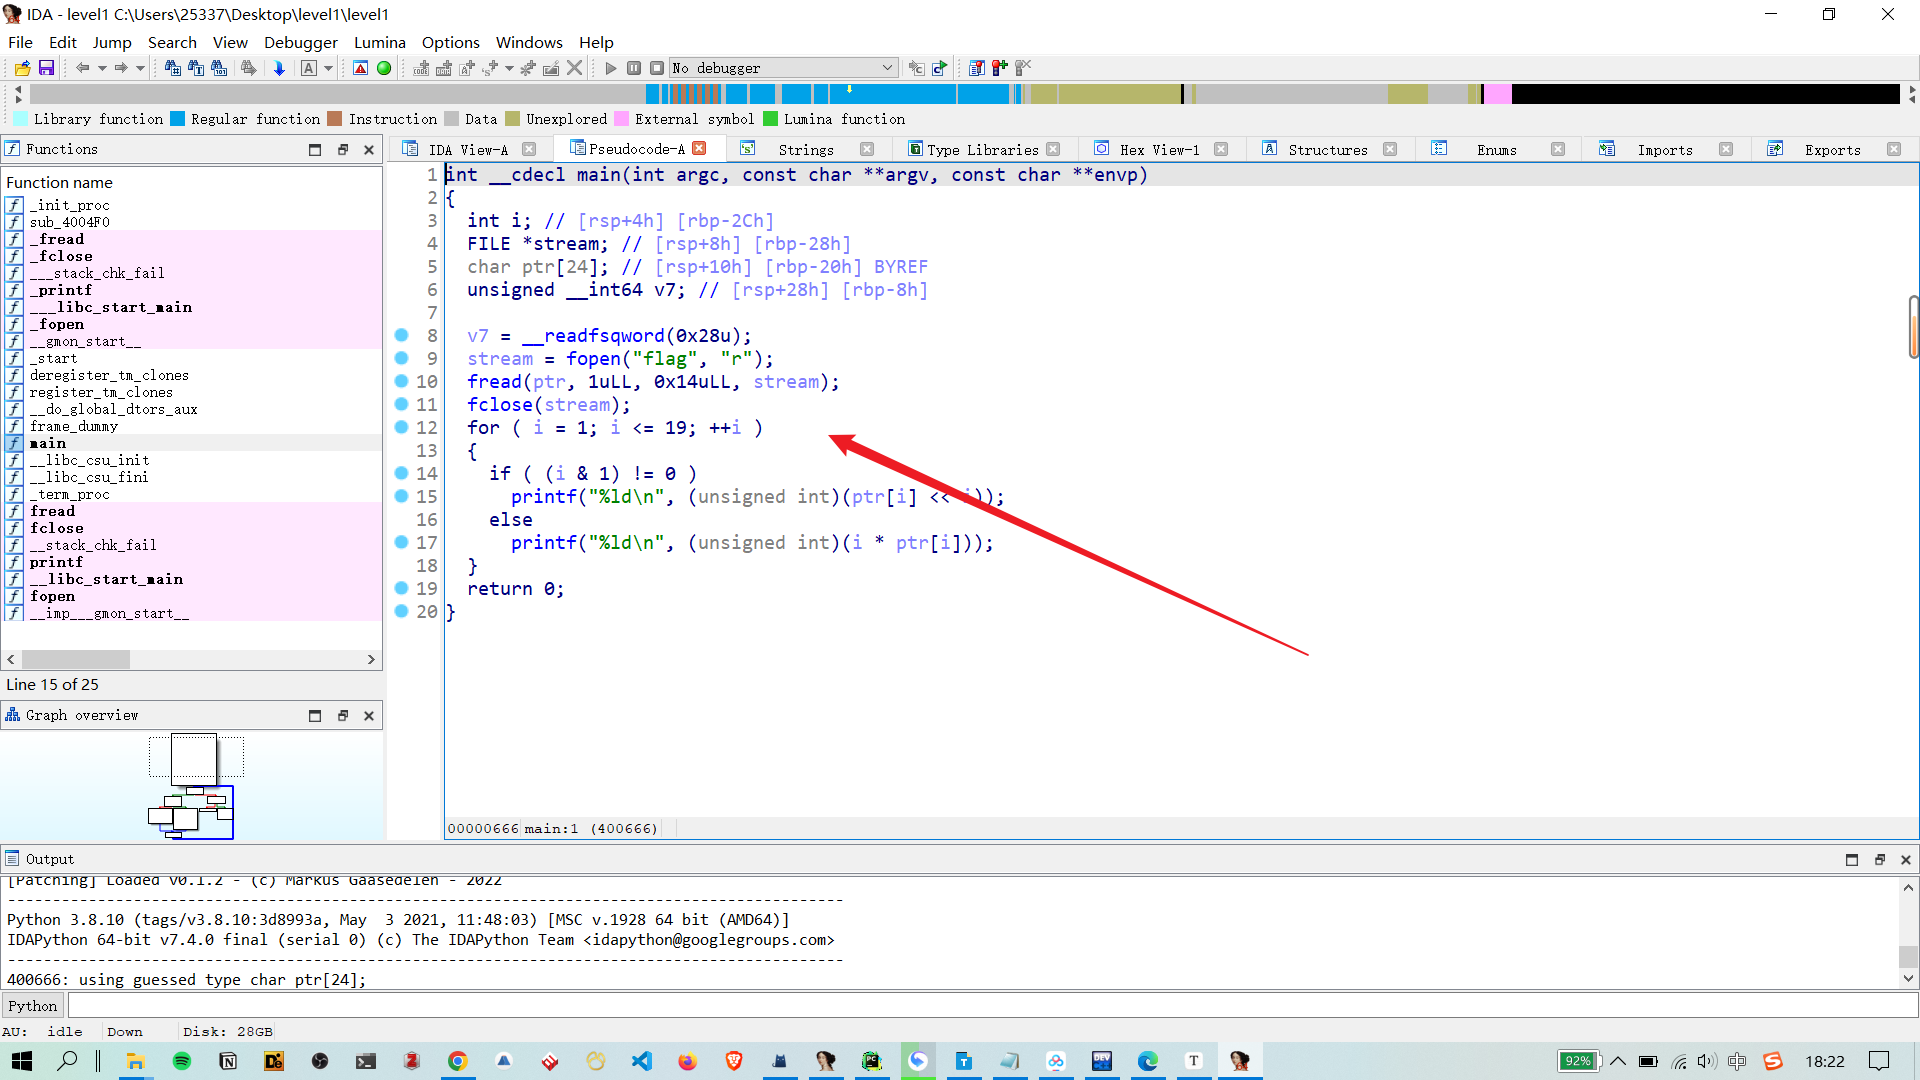 IDA - level1 C:\Users\25337\Desktop\level1\level1
File Edit Jump Search View Debugger Lumina Options Windows Help
No debugger
Library function Regular function Instruction Data Unexplored External symbol Lumina function
Functions
IDA View-A Pseudocode-A Strings Type Libraries Hex View-1 Structures Enums Imports Exports
Function name
_init_proc
sub_4004F0
_fread
_fclose
___stack_chk_fail
_printf
___libc_start_main
_fopen
__gmon_start__
_start
deregister_tm_clones
register_tm_clones
__do_global_dtors_aux
frame_dummy
main
__libc_csu_init
__libc_csu_fini
_term_proc
fread
fclose
__stack_chk_fail
printf
__libc_start_main
fopen
__imp___gmon_start__
Line 15 of 25
Graph overview
1 int __cdecl main(int argc, const char **argv, const char **envp)
2 {
3 int i; // [rsp+4h] [rbp-2Ch]
4 FILE *stream; // [rsp+8h] [rbp-28h]
5 char ptr[24]; // [rsp+10h] [rbp-20h] BYREF
6 unsigned __int64 v7; // [rsp+28h] [rbp-8h]
7
8 v7 = __readfsqword(0x28u);
9 stream = fopen("flag", "r");
10 fread(ptr, 1uLL, 0x14uLL, stream);
11 fclose(stream);
12 for ( i = 1; i <= 19; ++i )
13 {
14 if ( (i & 1) != 0 )
15 printf("%ld\n", (unsigned int)(ptr[i] << i));
16 else
17 printf("%ld\n", (unsigned int)(i * ptr[i]));
18 }
19 return 0;
20 }
00000666 main:1 (400666)
Output
[Patching] Loaded v0.1.2 - (c) Markus Gaasedelen - 2022
Python 3.8.10 (tags/v3.8.10:3d8993a, May 3 2021, 11:48:03) [MSC v.1928 64 bit (AMD64)]
IDAPython 64-bit v7.4.0 final (serial 0) (c) The IDAPython Team <idapython@googlegroups.com>
400666: using guessed type char ptr[24];
Python
AU: idle Down Disk: 28GB
92% 中 18:22